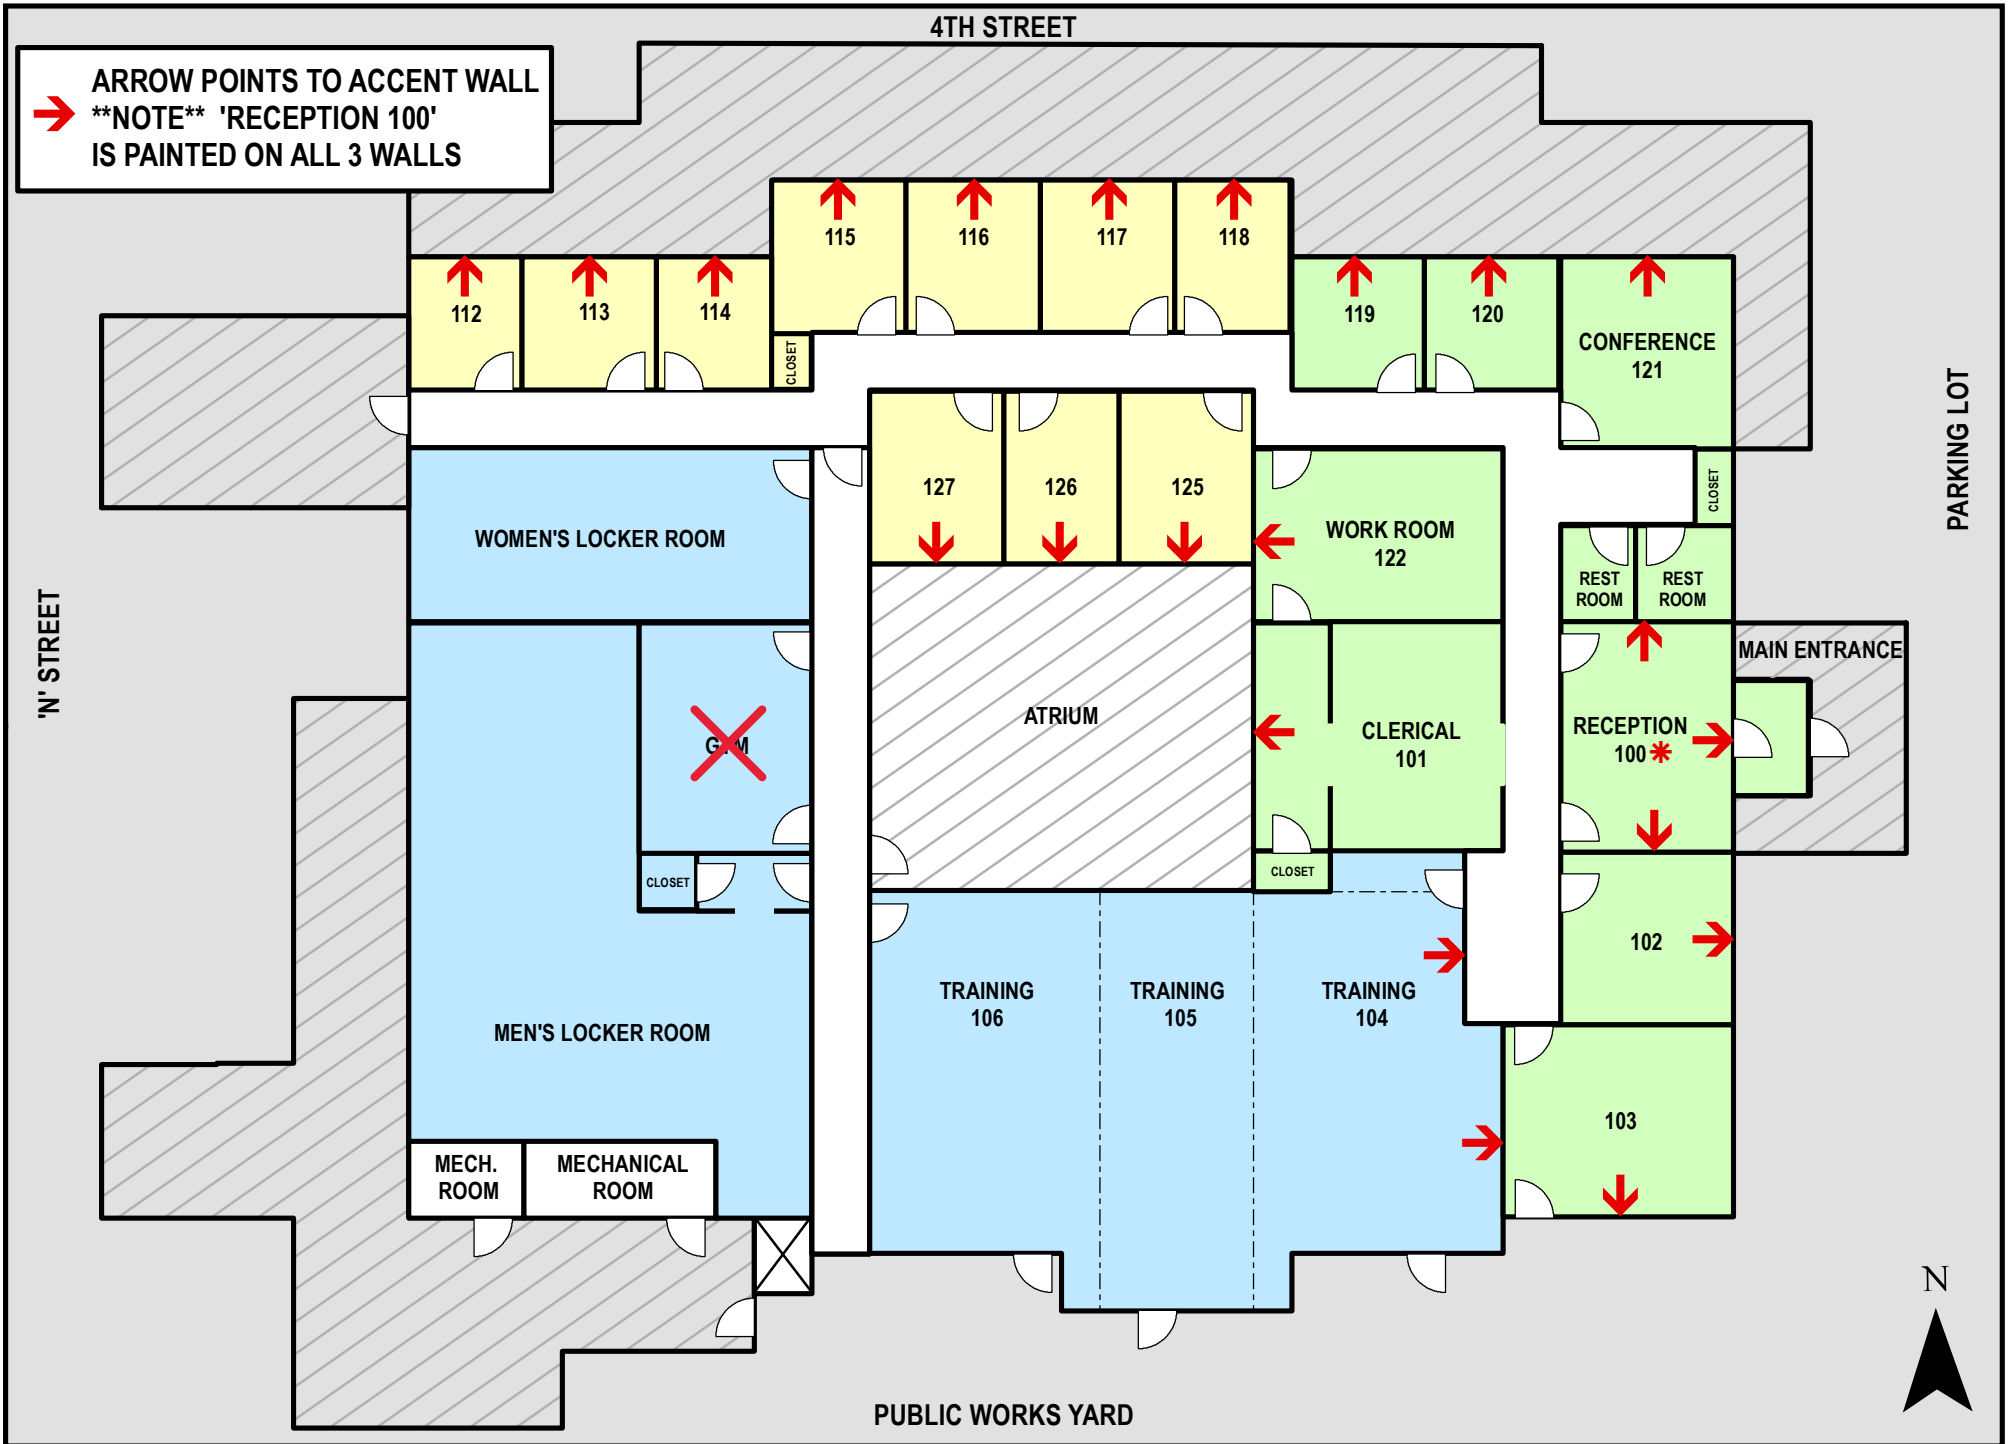 4TH STREET
ARROW POINTS TO ACCENT WALL
**NOTE** 'RECEPTION 100'
IS PAINTED ON ALL 3 WALLS
115
116
117
118
112
113
114
CLOSET
119
120
CONFERENCE
121
PARKING LOT
127
126
125
WORK ROOM
122
CLOSET
WOMEN'S LOCKER ROOM
REST
ROOM
REST
ROOM
'N' STREET
MAIN ENTRANCE
GYM
ATRIUM
CLERICAL
101
RECEPTION
100*
CLOSET
CLOSET
102
TRAINING
106
TRAINING
105
TRAINING
104
MEN'S LOCKER ROOM
103
MECH.
ROOM
MECHANICAL
ROOM
N
PUBLIC WORKS YARD